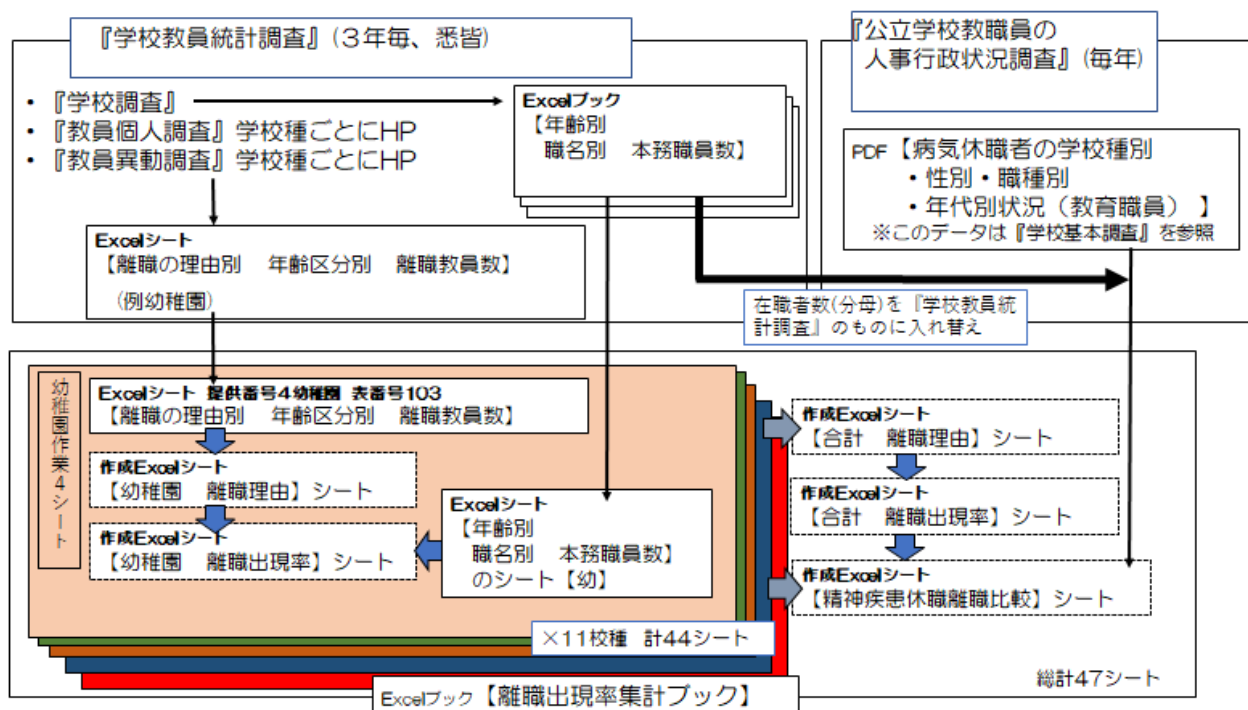 『学校教員統計調査』(３年毎、悉皆)
『公立学校教職員の
人事行政状況調査』(毎年)
・『学校調査』
・『教員個人調査』学校種ごとにHP
・『教員異動調査』学校種ごとにHP
Excelブック
【年齢別
職名別　本務職員数】
PDF【病気休職者の学校種別
・性別・職種別
・年代別状況（教育職員）】
※このデータは『学校基本調査』を参照
Excelシート
【離職の理由別　年齢区分別　離職教員数】
(例幼稚園)
在職者数(分母)を『学校教員統
計調査』のものに入れ替え
幼稚園作業4シート
Excelシート 提供番号4幼稚園 表番号103
【離職の理由別　年齢区分別　離職教員数】
作成Excelシート
【幼稚園　離職理由】シート
作成Excelシート
【幼稚園　離職出現率】シート
Excelシート
【年齢別
職名別　本務職員数】
のシート【幼】
作成Excelシート
【合計　離職理由】シート
作成Excelシート
【合計　離職出現率】シート
作成Excelシート
【精神疾患休職離職比較】シート
×11校種　計44シート
総計47シート
Excelブック【離職出現率集計ブック】